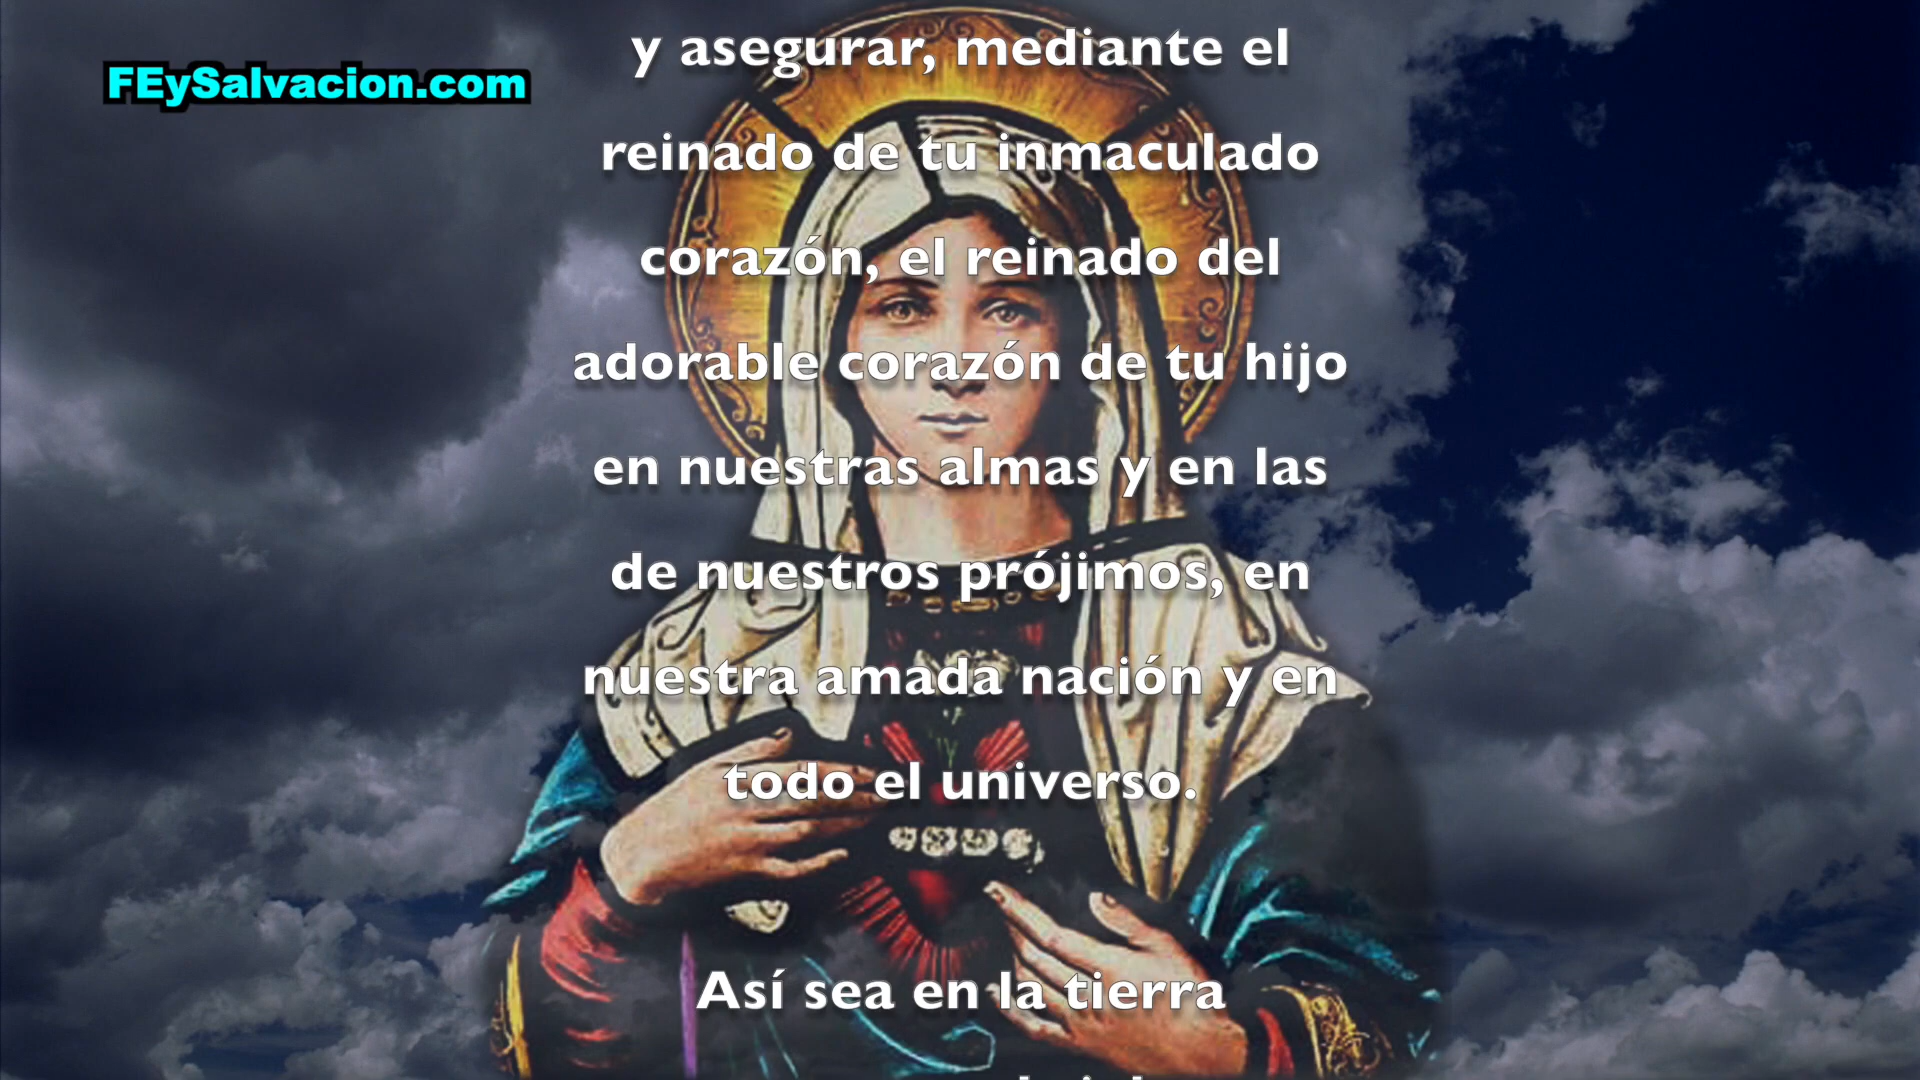 FEySalvacion.com
y asegurar, mediante el
reinado de tu inmaculado
corazón, el reinado del
adorable corazón de tu hijo
en nuestras almas y en las
de nuestros prójimos, en
nuestra amada nación y en
todo el universo.
Así sea en la tierra